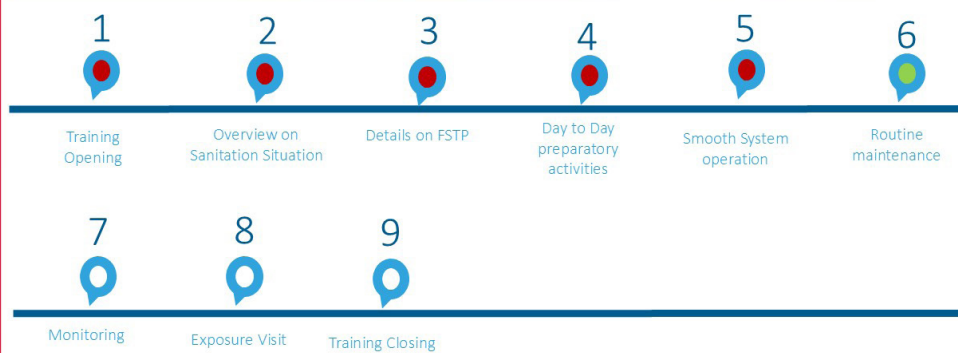 1 2 3 4 5 6
Training
Opening
Overview on
Sanitation Situation
Details on FSTP
Day to Day
preparatory
activities
Smooth System
operation
Routine
maintenance
7 8 9
Monitoring
Exposure Visit
Training Closing